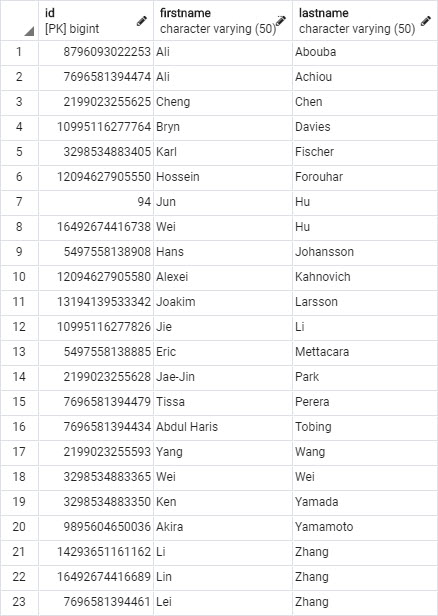 id firstname lastname
[PK] bigint character varying (50) character varying (50)
1 8796093022253 Ali Abouba
2 7696581394474 Ali Achiou
3 2199023255625 Cheng Chen
4 10995116277764 Bryn Davies
5 3298534883405 Karl Fischer
6 12094627905550 Hossein Forouhar
7 94 Jun Hu
8 16492674416738 Wei Hu
9 5497558138908 Hans Johansson
10 12094627905580 Alexei Kahnovich
11 13194139533342 Joakim Larsson
12 10995116277826 Jie Li
13 5497558138885 Eric Mettacara
14 2199023255628 Jae-Jin Park
15 7696581394479 Tissa Perera
16 7696581394434 Abdul Haris Tobing
17 2199023255593 Yang Wang
18 3298534883365 Wei Wei
19 3298534883350 Ken Yamada
20 9895604650036 Akira Yamamoto
21 14293651161162 Li Zhang
22 16492674416689 Lin Zhang
23 7696581394461 Lei Zhang